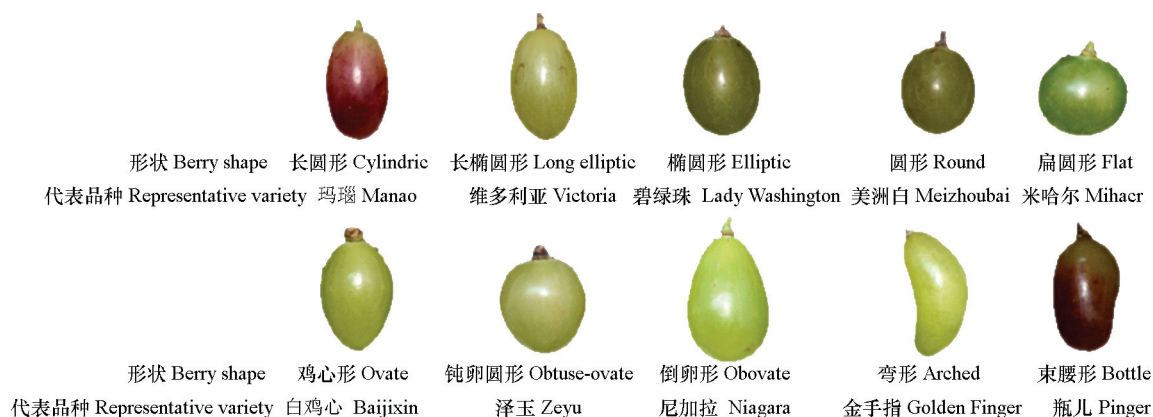 形状 Berry shape 长圆形 Cylindric 长椭圆形 Long elliptic 椭圆形 Elliptic 圆形 Round 扁圆形 Flat
代表品种 Representative variety 玛瑙 Manao 维多利亚 Victoria 碧绿珠 Lady Washington 美洲白 Meizhoubai 米哈尔 Mihacr
形状 Berry shape 鸡心形 Ovate 钝卵圆形 Obtuse-ovate 倒卵形 Obovate 弯形 Arched 束腰形 Bottle
代表品种 Representative variety 白鸡心 Baijixin 泽玉 Zeyu 尼加拉 Niagara 金手指 Golden Finger 瓶儿 Pinger